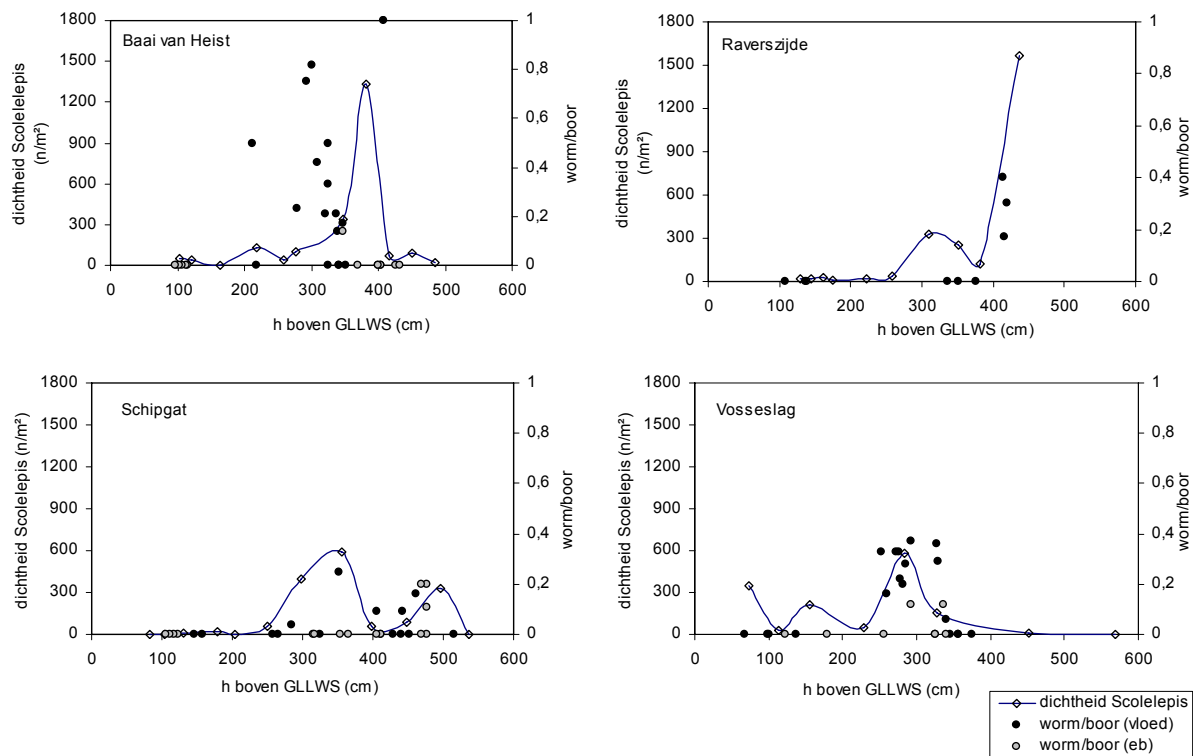 Baai van Heist
dichtheid Scolelelepis
(n/m²)
1800
1500
1200
900
600
300
0
1
0,8
0,6
0,4
0,2
0
worm/boor
0 100 200 300 400 500 600
h boven GLLWS (cm)
Raverszijde
dichtheid Scolelepis
(n/m²)
1800
1500
1200
900
600
300
0
1
0,8
0,6
0,4
0,2
0
worm/boor
0 100 200 300 400 500 600
h boven GLLWS (cm)
Schipgat
dichtheid Scolelepis (n/m²)
1800
1500
1200
900
600
300
0
1
0,8
0,6
0,4
0,2
0
worm/boor
0 100 200 300 400 500 600
h boven GLLWS (cm)
Vosseslag
dichtheid Scolelepis (n/m²)
1800
1500
1200
900
600
300
0
1
0,8
0,6
0,4
0,2
0
worm/boor
0 100 200 300 400 500 600
h boven GLLWS (cm)
dichtheid Scolelepis
worm/boor (vloed)
worm/boor (eb)